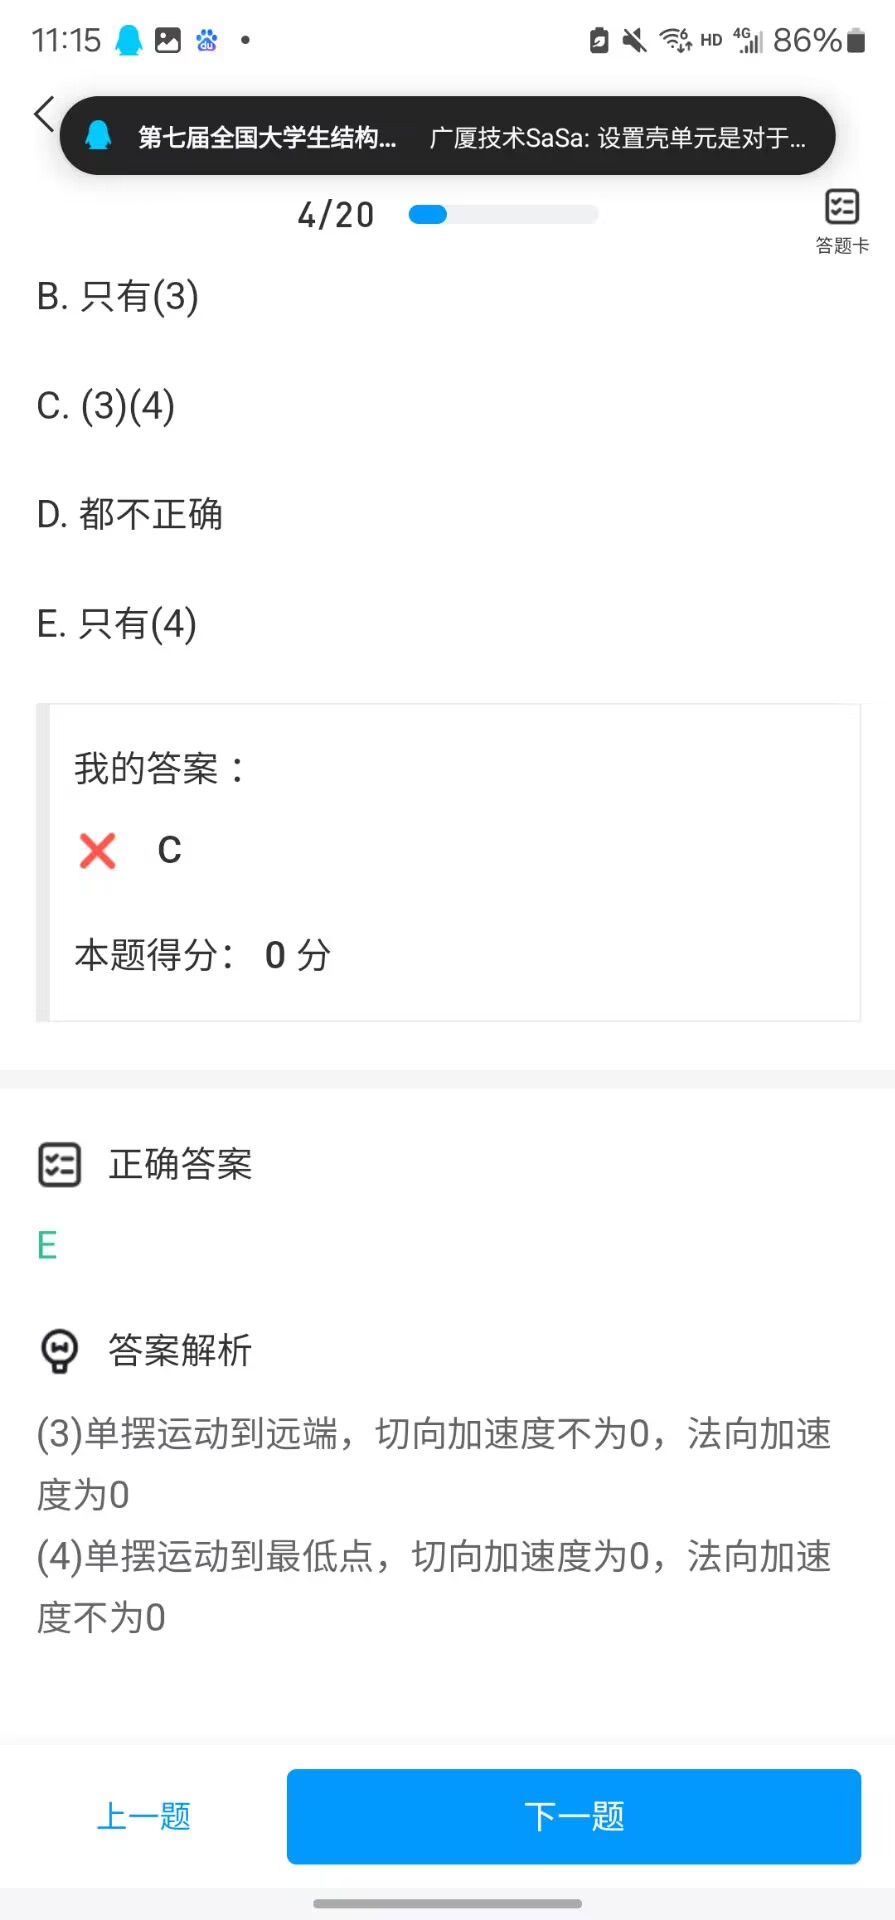 11:15
du
HD 4G 86%
第七届全国大学生结构... 广厦技术SaSa: 设置壳单元是对于...
4/20
答题卡
B. 只有(3)
C. (3)(4)
D. 都不正确
E. 只有(4)
我的答案：
C
本题得分： 0 分
正确答案
E
答案解析
(3)单摆运动到远端，切向加速度不为0，法向加速
度为0
(4)单摆运动到最低点，切向加速度为0，法向加速
度不为0
上一题
下一题